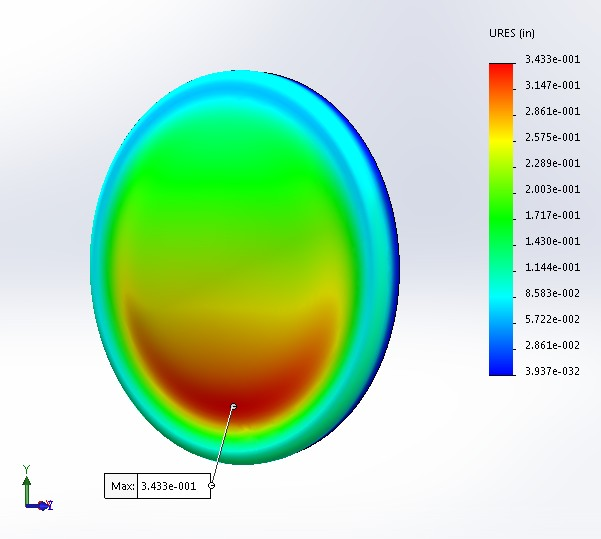 URES (in)
3.433e-001
3.147e-001
2.861e-001
2.575e-001
2.289e-001
2.003e-001
1.717e-001
1.430e-001
1.144e-001
8.583e-002
5.722e-002
2.861e-002
3.937e-032
Max: 3.433e-001
Y